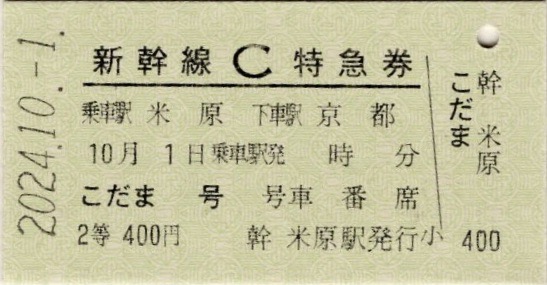 2024.10.-1.
新幹線 C 特急券
乗車駅 米原 下車駅 京都
10月 1日 乗車駅発 時 分
こだま 号 号車 番 席
2等 400円 幹 米原駅発行
幹 米原
こだま
小 400